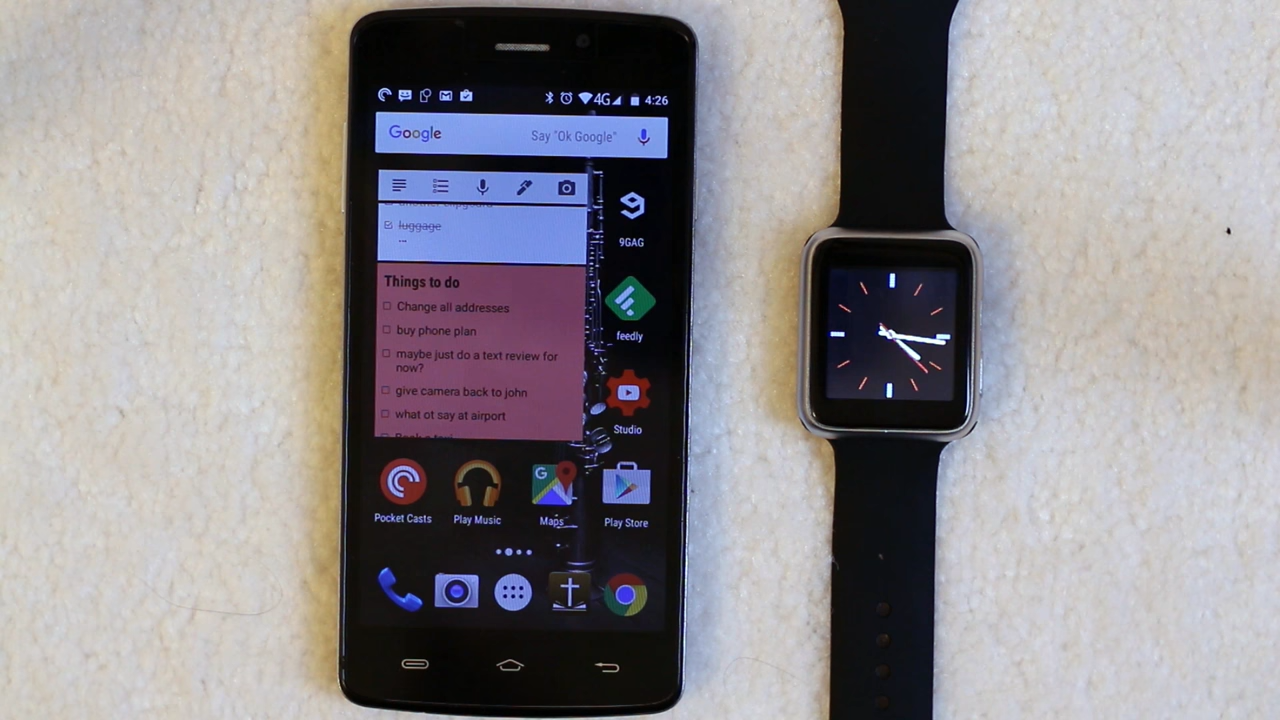 4G 4:26
Google Say "Ok Google"
luggage
...
Things to do
Change all addresses
buy phone plan
maybe just do a text review for
now?
give camera back to john
what ot say at airport
9GAG
feedly
Studio
Pocket Casts Play Music Maps Play Store